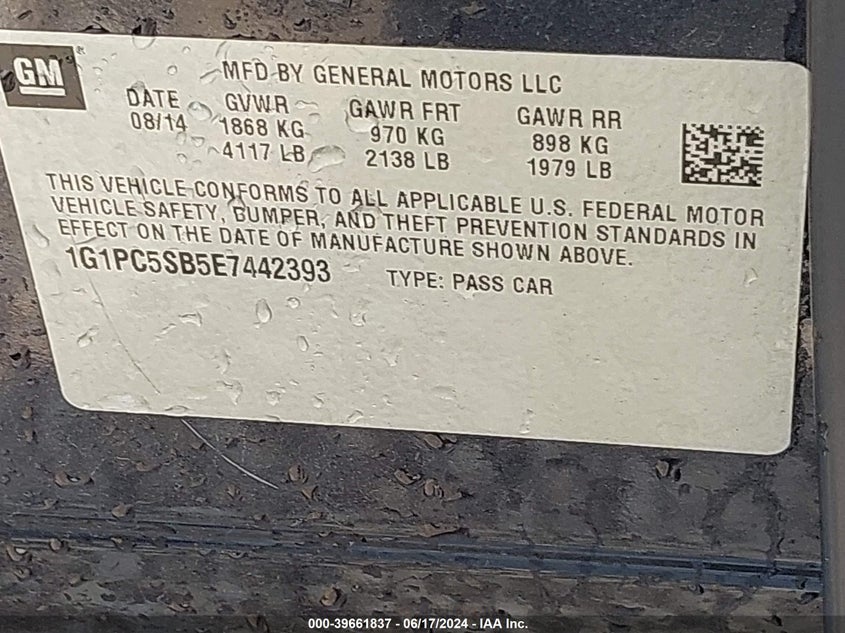 GM
MFD BY GENERAL MOTORS LLC
DATE GVWR GAWR FRT GAWR RR
08/14 1868 KG 970 KG 898 KG
4117 LB 2138 LB 1979 LB
THIS VEHICLE CONFORMS TO ALL APPLICABLE U.S. FEDERAL MOTOR
VEHICLE SAFETY, BUMPER, AND THEFT PREVENTION STANDARDS IN
EFFECT ON THE DATE OF MANUFACTURE SHOWN ABOVE.
1G1PC5SB5E7442393 TYPE: PASS CAR
000-39661837 - 06/17/2024 - IAA Inc.